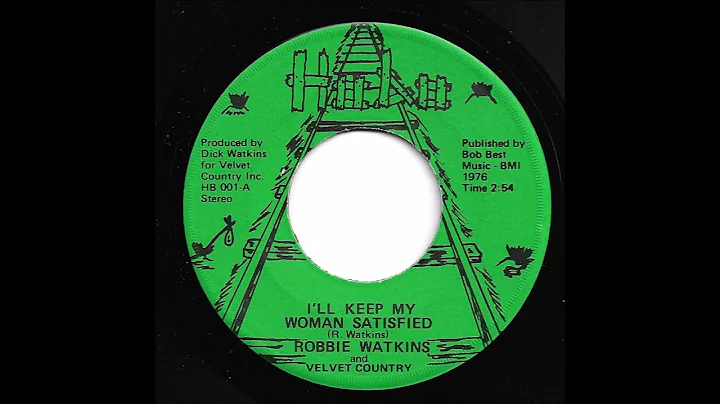 Produced by
Dick Watkins
for Velvet
Country Inc.
HB 001-A
Stereo
Published by
Bob Best
Music - BMI
1976
Time 2:54
I'LL KEEP MY
WOMAN SATISFIED
(R. Watkins)
ROBBIE WATKINS
and
VELVET COUNTRY